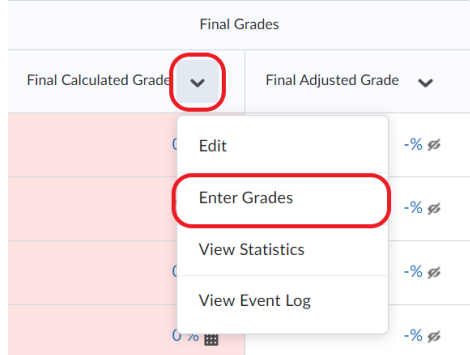 Final Grades
Final Calculated Grade
Final Adjusted Grade
Edit
-%
Enter Grades
-%
View Statistics
-%
View Event Log
0 %
-%